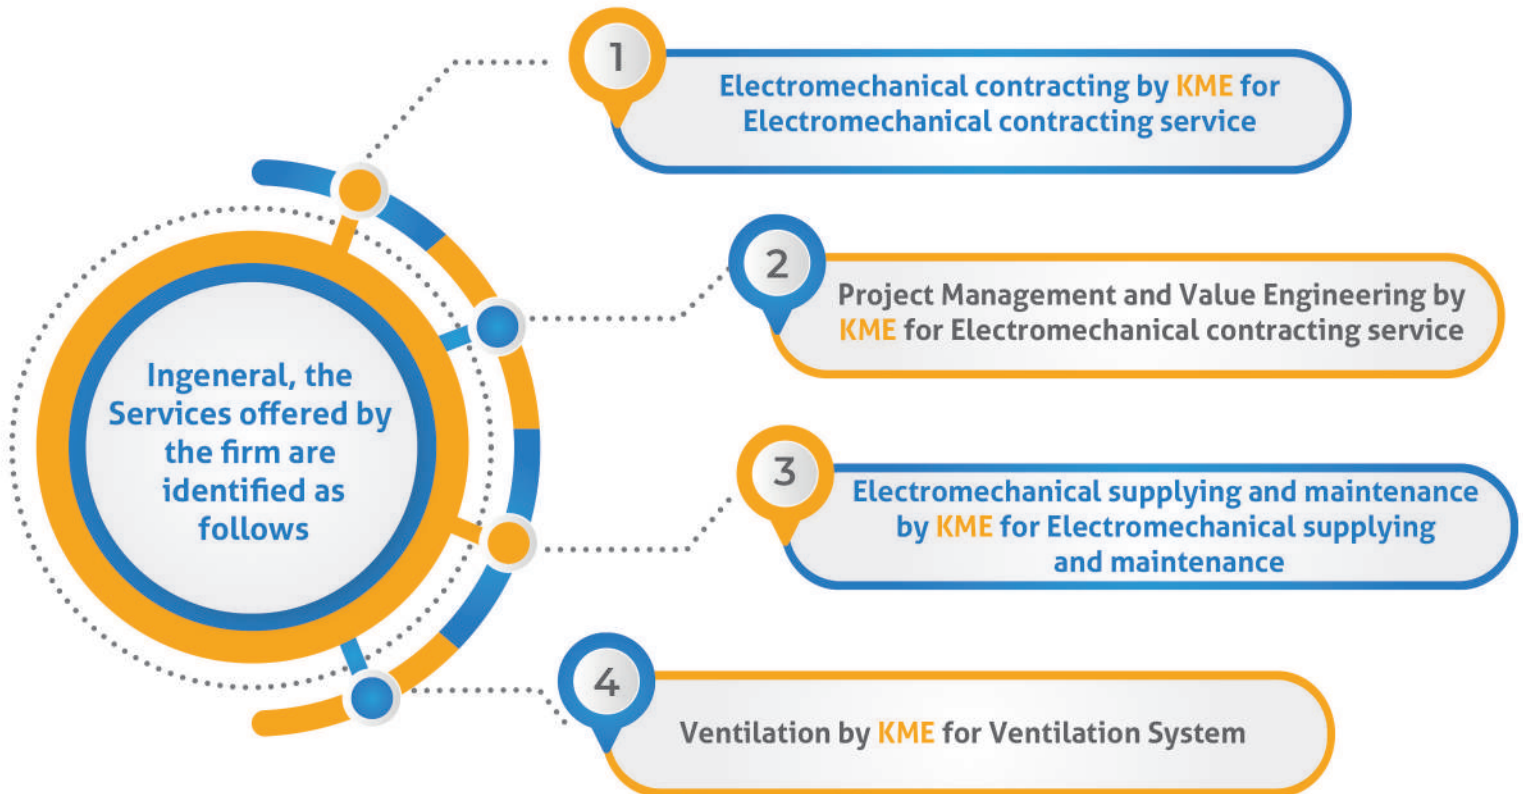 Ingeneral, the
Services offered by
the firm are
identified as
follows
1
Electromechanical contracting by KME for
Electromechanical contracting service
2
Project Management and Value Engineering by
KME for Electromechanical contracting service
3
Electromechanical supplying and maintenance
by KME for Electromechanical supplying
and maintenance
4
Ventilation by KME for Ventilation System